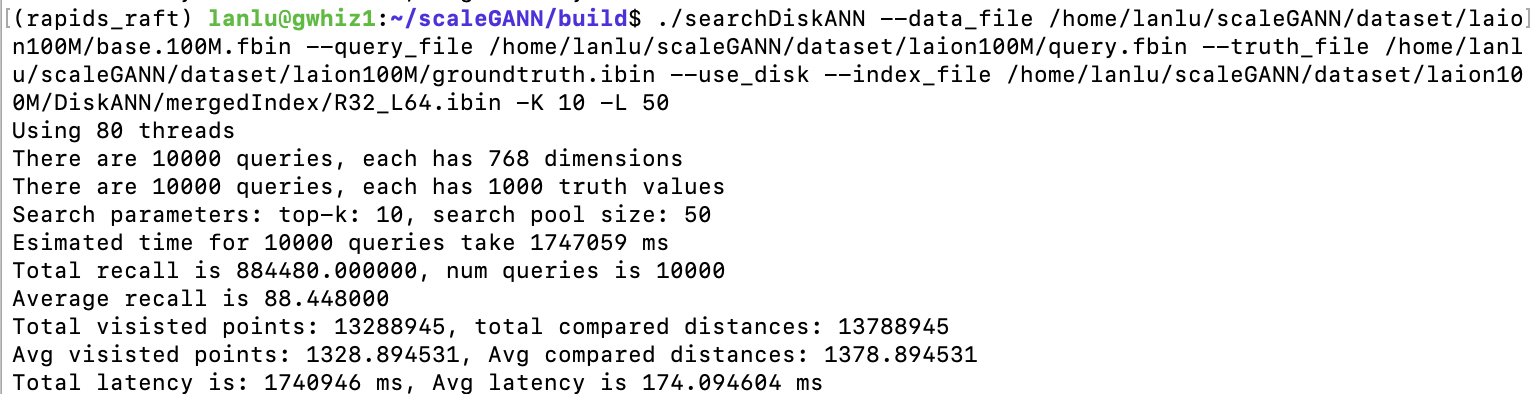 [(rapids_raft) lanlu@gwhiz1:~/scaleGANN/build$ ./searchDiskANN --data_file /home/lanlu/scaleGANN/dataset/laio]
n100M/base.100M.fbin --query_file /home/lanlu/scaleGANN/dataset/laion100M/query.fbin --truth_file /home/lanl
u/scaleGANN/dataset/laion100M/groundtruth.ibin --use_disk --index_file /home/lanlu/scaleGANN/dataset/laion10
0M/DiskANN/mergedIndex/R32_L64.ibin -K 10 -L 50
Using 80 threads
There are 10000 queries, each has 768 dimensions
There are 10000 queries, each has 1000 truth values
Search parameters: top-k: 10, search pool size: 50
Esimated time for 10000 queries take 1747059 ms
Total recall is 884480.000000, num queries is 10000
Average recall is 88.448000
Total visisted points: 13288945, total compared distances: 13788945
Avg visisted points: 1328.894531, Avg compared distances: 1378.894531
Total latency is: 1740946 ms, Avg latency is 174.094604 ms